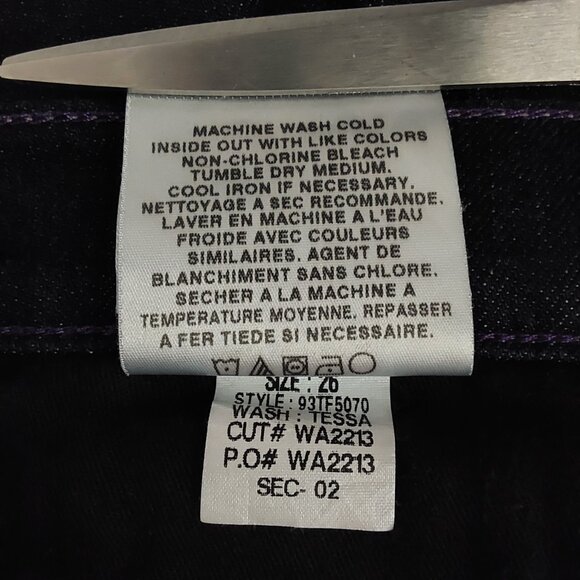 MACHINE WASH COLD
INSIDE OUT WITH LIKE COLORS
NON-CHLORINE BLEACH
TUMBLE DRY MEDIUM.
COOL IRON IF NECESSARY.
NETTOYAGE A SEC RECOMMANDE.
LAVER EN MACHINE A L'EAU
FROIDE AVEC COULEURS
SIMILAIRES. AGENT DE
BLANCHIMENT SANS CHLORE.
SECHER A LA MACHINE A
TEMPERATURE MOYENNE. REPASSER
A FER TIEDE SI NECESSAIRE.
SIZE : 26
STYLE : 93TF5070
WASH : TESSA
CUT# WA2213
P.O# WA2213
SEC- 02